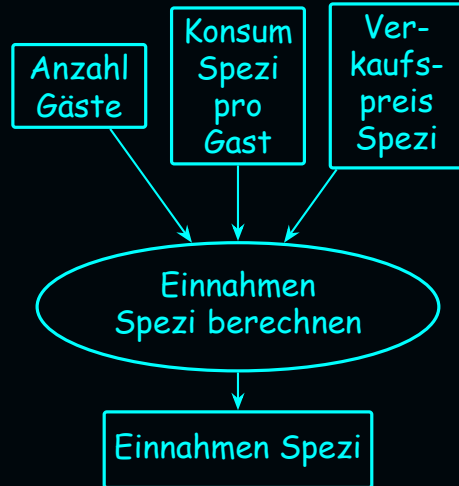 Anzahl
Gäste
Konsum
Spezi
pro
Gast
Ver-
kaufs-
preis
Spezi
Einnahmen
Spezi berechnen
Einnahmen Spezi